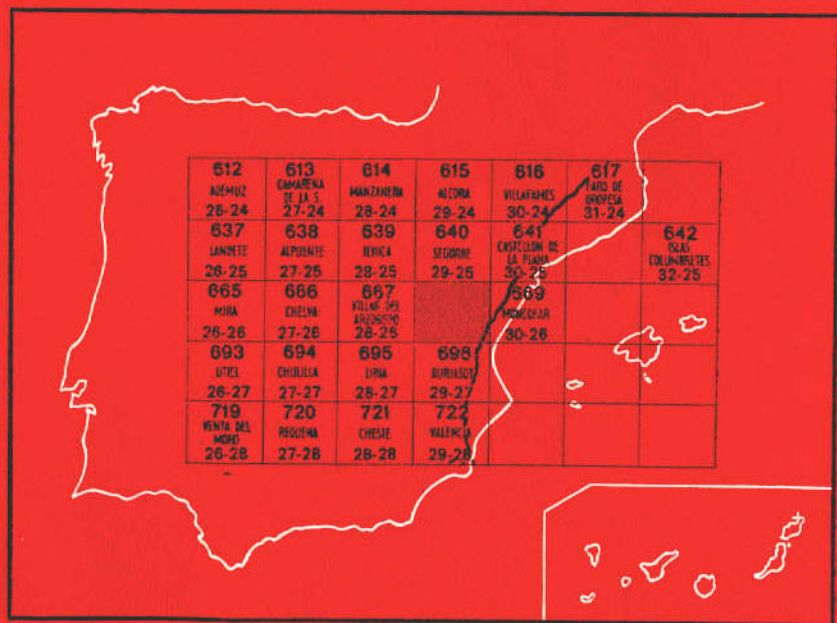 612
ADEMUZ
26-24
613
CAMARENA
DE LA S.
27-24
614
MANZANERA
28-24
615
ALCORA
29-24
616
VILLAFAMES
30-24
617
FARO DE
OROPESA
31-24
637
LANDETE
26-25
638
ALPUENTE
27-25
639
JERICA
28-25
640
SEGORBE
29-25
641
CASTELLON DE
LA PLANA
30-25
642
ISLAS
COLUMBRETES
32-25
665
MIRA
26-26
666
CHELVA
27-26
667
VILLAR DEL
ARZOBISPO
28-26
669
MONCOFAR
30-26
693
UTIEL
26-27
694
CHULILLA
27-27
695
LIRIA
28-27
696
BURJASOT
29-27
719
VENTA DEL
MORO
26-28
720
REQUENA
27-28
721
CHESTE
28-28
722
VALENCIA
29-28